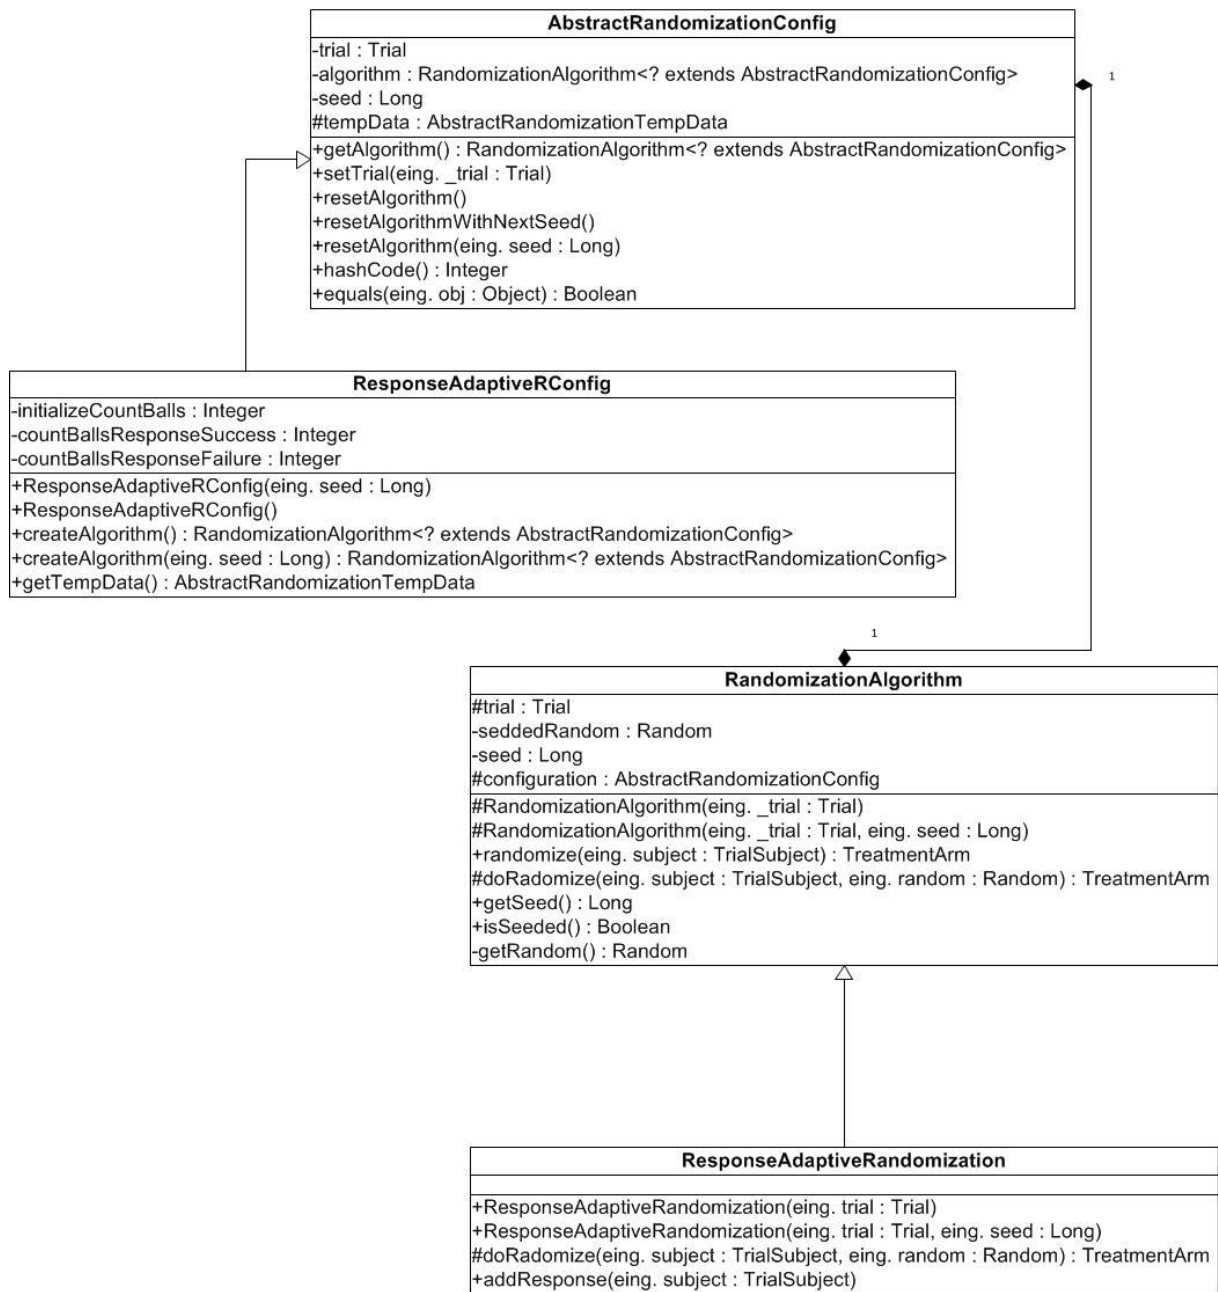 AbstractRandomizationConfig
-trial : Trial
-algorithm : RandomizationAlgorithm<? extends AbstractRandomizationConfig>
-seed : Long
#tempData : AbstractRandomizationTempData
+getAlgorithm() : RandomizationAlgorithm<? extends AbstractRandomizationConfig>
+setTrial(eing. _trial : Trial)
+resetAlgorithm()
+resetAlgorithmWithNextSeed()
+resetAlgorithm(eing. seed : Long)
+hashCode() : Integer
+equals(eing. obj : Object) : Boolean
1
ResponseAdaptiveRConfig
-initializeCountBalls : Integer
-countBallsResponseSuccess : Integer
-countBallsResponseFailure : Integer
+ResponseAdaptiveRConfig(eing. seed : Long)
+ResponseAdaptiveRConfig()
+createAlgorithm() : RandomizationAlgorithm<? extends AbstractRandomizationConfig>
+createAlgorithm(eing. seed : Long) : RandomizationAlgorithm<? extends AbstractRandomizationConfig>
+getTempData() : AbstractRandomizationTempData
1
RandomizationAlgorithm
#trial : Trial
-seddedRandom : Random
-seed : Long
#configuration : AbstractRandomizationConfig
#RandomizationAlgorithm(eing. _trial : Trial)
#RandomizationAlgorithm(eing. _trial : Trial, eing. seed : Long)
+randomize(eing. subject : TrialSubject) : TreatmentArm
#doRadomize(eing. subject : TrialSubject, eing. random : Random) : TreatmentArm
+getSeed() : Long
+isSeeded() : Boolean
-getRandom() : Random
ResponseAdaptiveRandomization
+ResponseAdaptiveRandomization(eing. trial : Trial)
+ResponseAdaptiveRandomization(eing. trial : Trial, eing. seed : Long)
#doRadomize(eing. subject : TrialSubject, eing. random : Random) : TreatmentArm
+addResponse(eing. subject : TrialSubject)